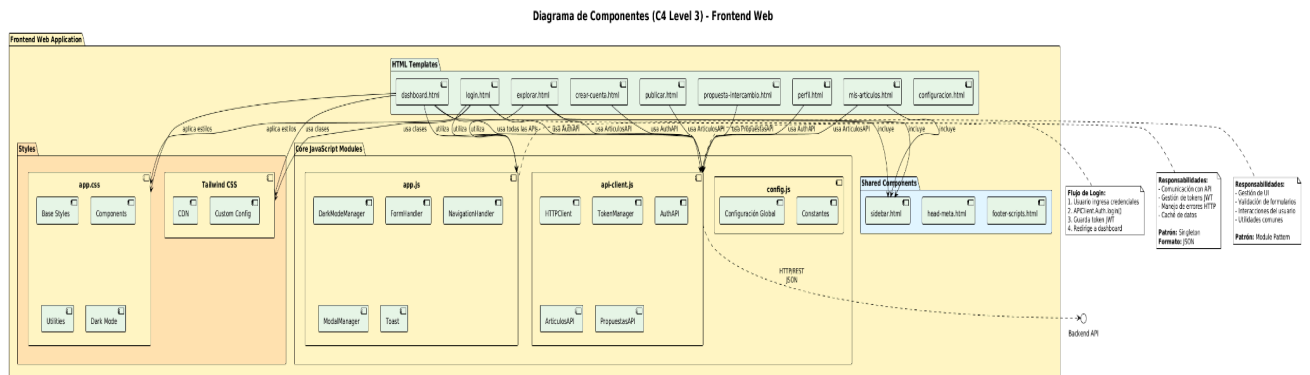 Diagrama de Componentes (C4 Level 3) - Frontend Web
Frontend Web Application
HTML Templates
dashboard.html
login.html
explorar.html
crear-cuenta.html
publicar.html
propuesta-intercambio.html
perfil.html
mis-articulos.html
configuracion.html
aplica estilos
aplica estilos
usa clases
usa clases
utiliza
utiliza
utiliza
usa todas las APIs
usa AuthAPI
usa ArticulosAPI
usa AuthAPI
usa ArticulosAPI
usa PropuestasAPI
usa AuthAPI
usa ArticulosAPI
incluye
incluye
incluye
Styles
app.css
Base Styles
Components
Utilities
Dark Mode
Tailwind CSS
CDN
Custom Config
Core JavaScript Modules
app.js
DarkModeManager
FormHandler
NavigationHandler
ModalManager
Toast
api-client.js
HTTPClient
TokenManager
AuthAPI
ArticulosAPI
PropuestasAPI
config.js
Configuración Global
Constantes
Shared Components
sidebar.html
head-meta.html
footer-scripts.html
HTTP/REST
JSON
Backend API
Flujo de Login:
1. Usuario ingresa credenciales
2. APIClient.Auth.login()
3. Guarda token JWT
4. Redirige a dashboard
Responsabilidades:
- Comunicación con API
- Gestión de tokens JWT
- Manejo de errores HTTP
- Caché de datos
Patrón: Singleton
Formato: JSON
Responsabilidades:
- Gestión de UI
- Validación de formularios
- Interacciones del usuario
- Utilidades comunes
Patrón: Module Pattern